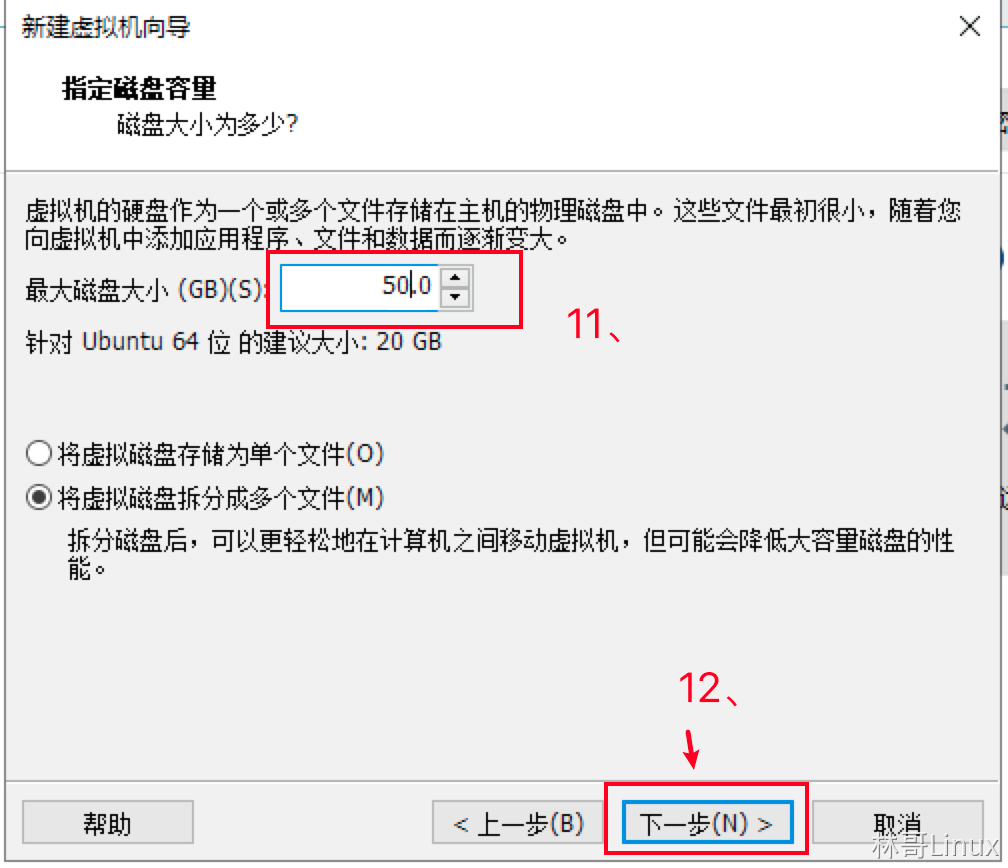 新建虚拟机向导
指定磁盘容量
磁盘大小为多少?
虚拟机的硬盘作为一个或多个文件存储在主机的物理磁盘中。这些文件最初很小，随着您
向虚拟机中添加应用程序、文件和数据而逐渐变大。
最大磁盘大小 (GB)(S): 50.0
11、
针对 Ubuntu 64 位 的建议大小: 20 GB
将虚拟磁盘存储为单个文件(O)
将虚拟磁盘拆分成多个文件(M)
拆分磁盘后，可以更轻松地在计算机之间移动虚拟机，但可能会降低大容量磁盘的性
能。
12、
帮助 < 上一步(B) 下一步(N) > 取消
林哥Linux